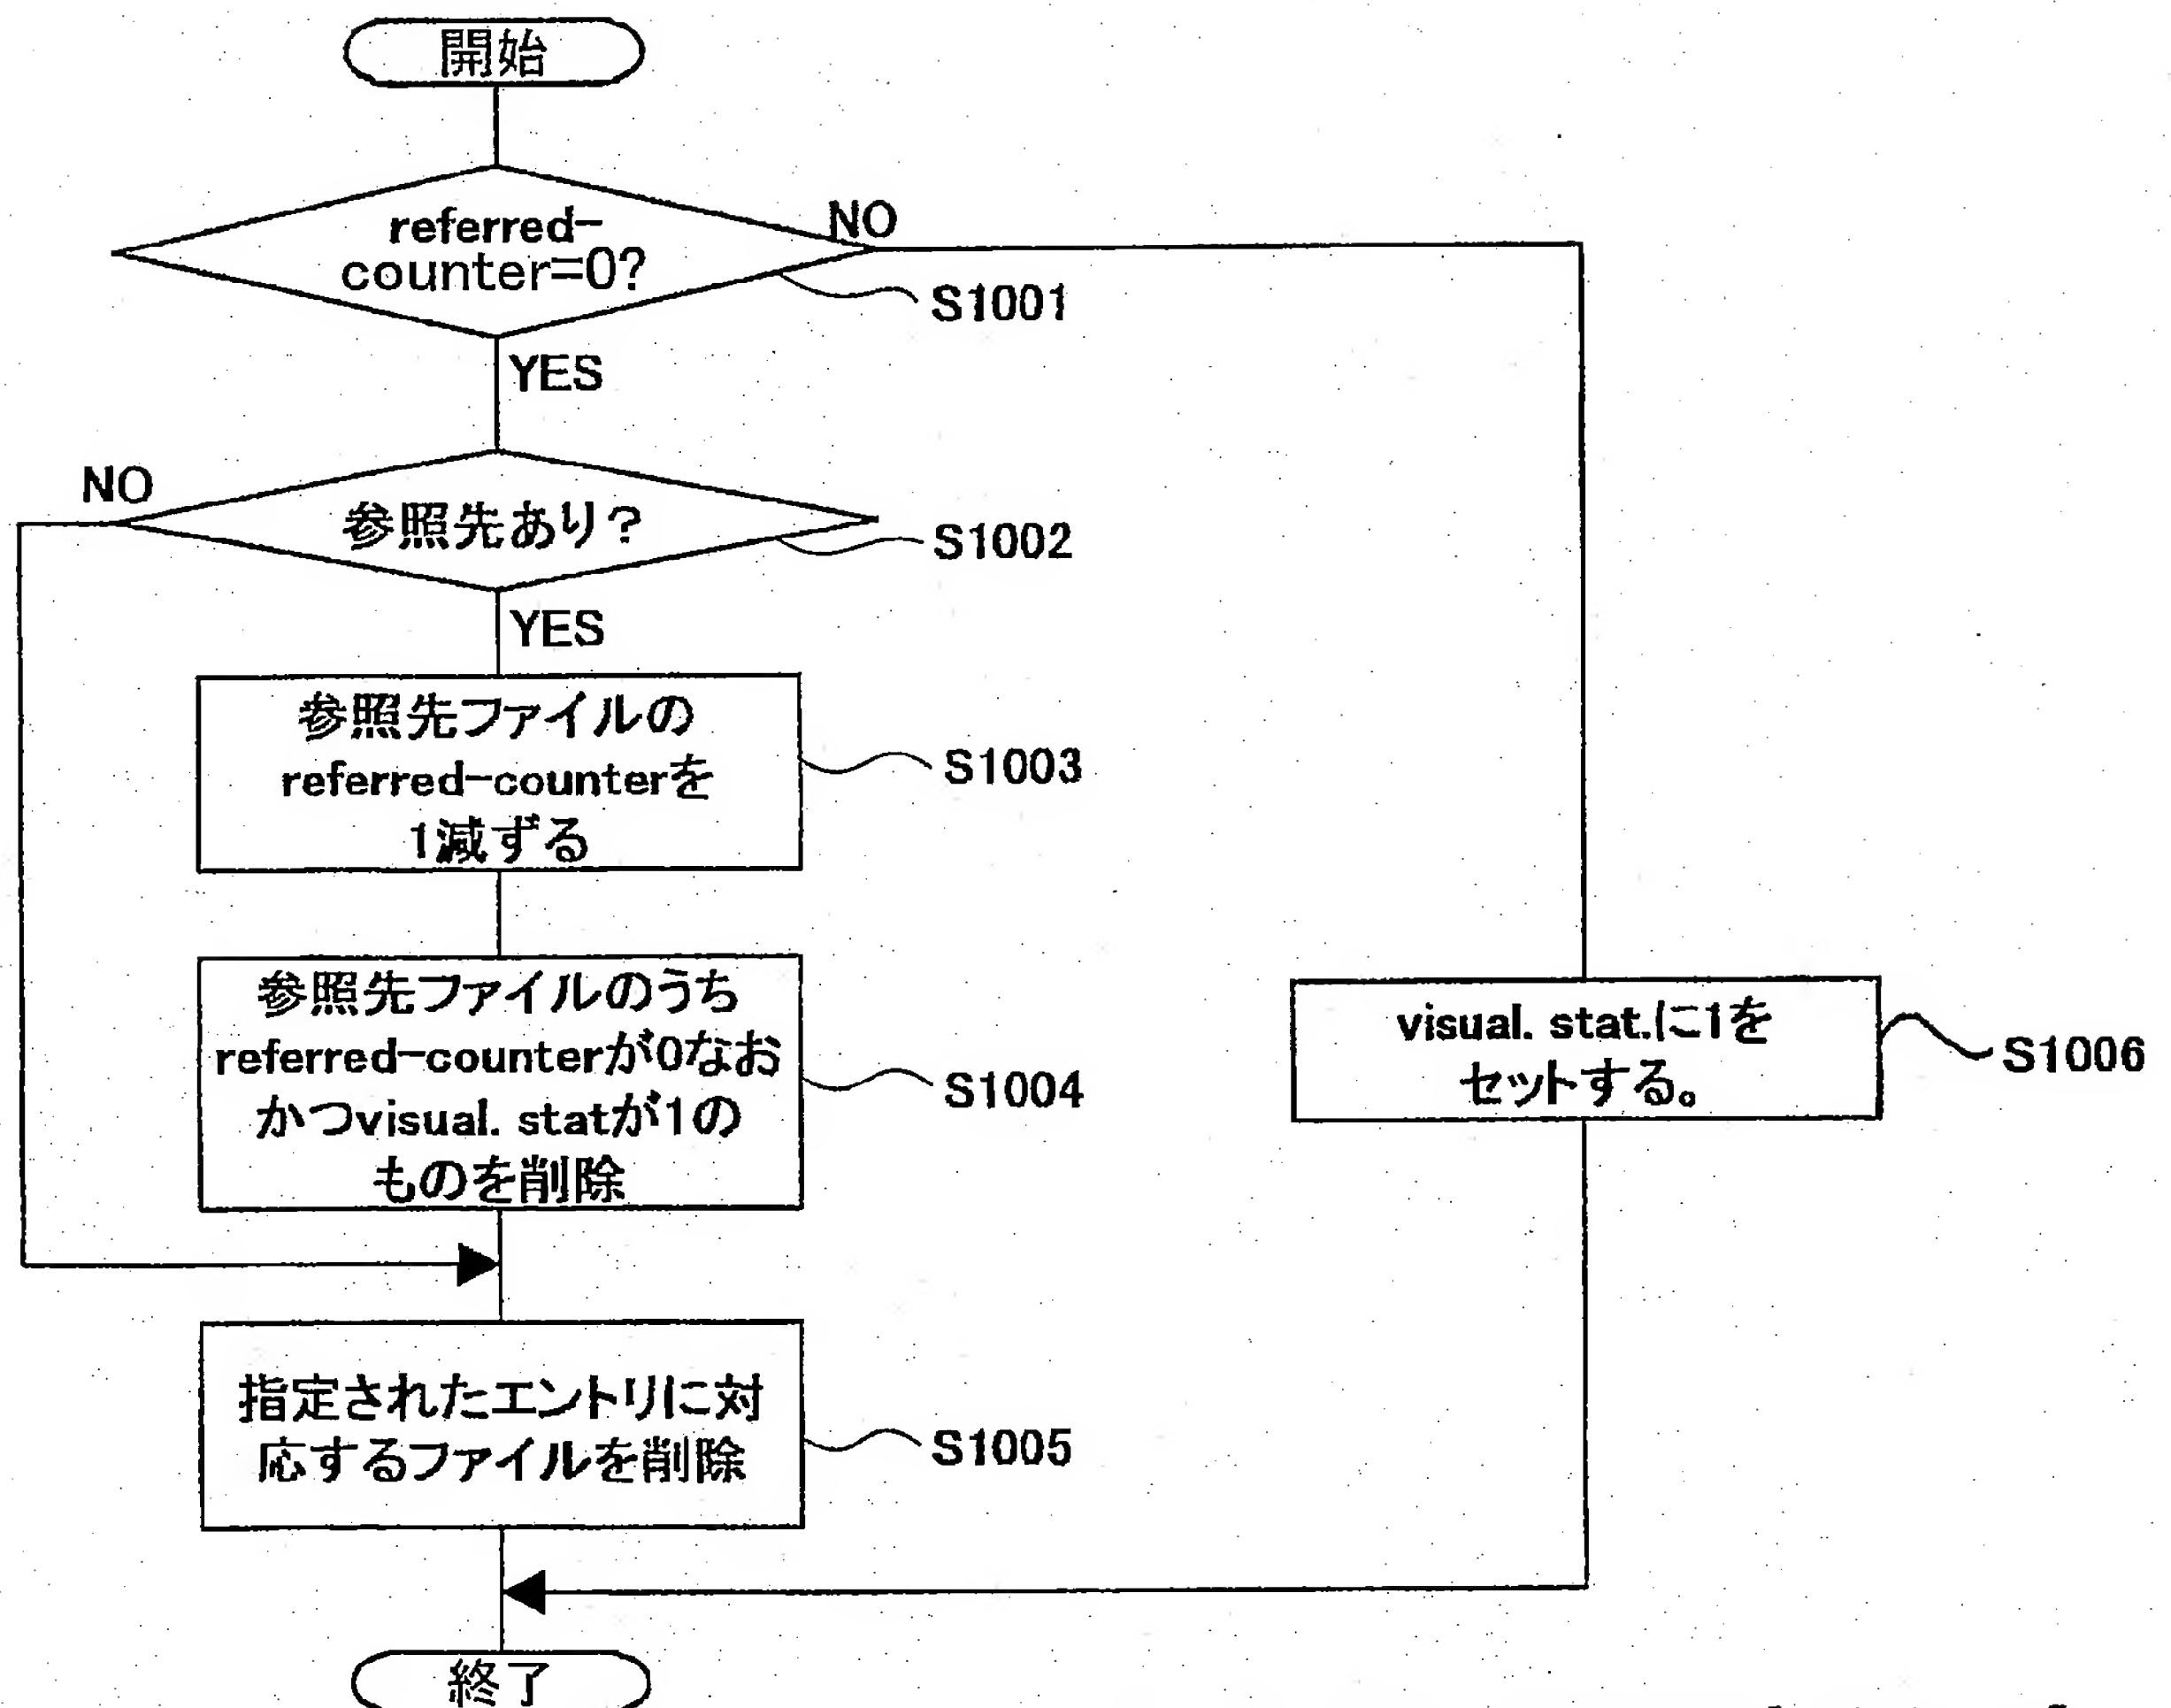 開始
referred-
counter=0?
NO
S1001
YES
NO
参照先あり?
S1002
YES
参照先ファイルの
referred-counterを
1減ずる
S1003
参照先ファイルのうち
referred-counterが0なお
かつvisual. statが1の
ものを削除
S1004
visual. stat.に1を
セットする。
S1006
指定されたエントリに対
応するファイルを削除
S1005
終了